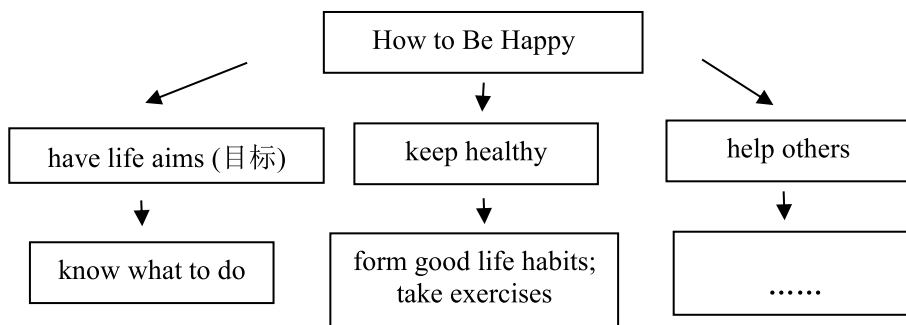 How to Be Happy
have life aims (目标)
keep healthy
help others
know what to do
form good life habits;
take exercises
……